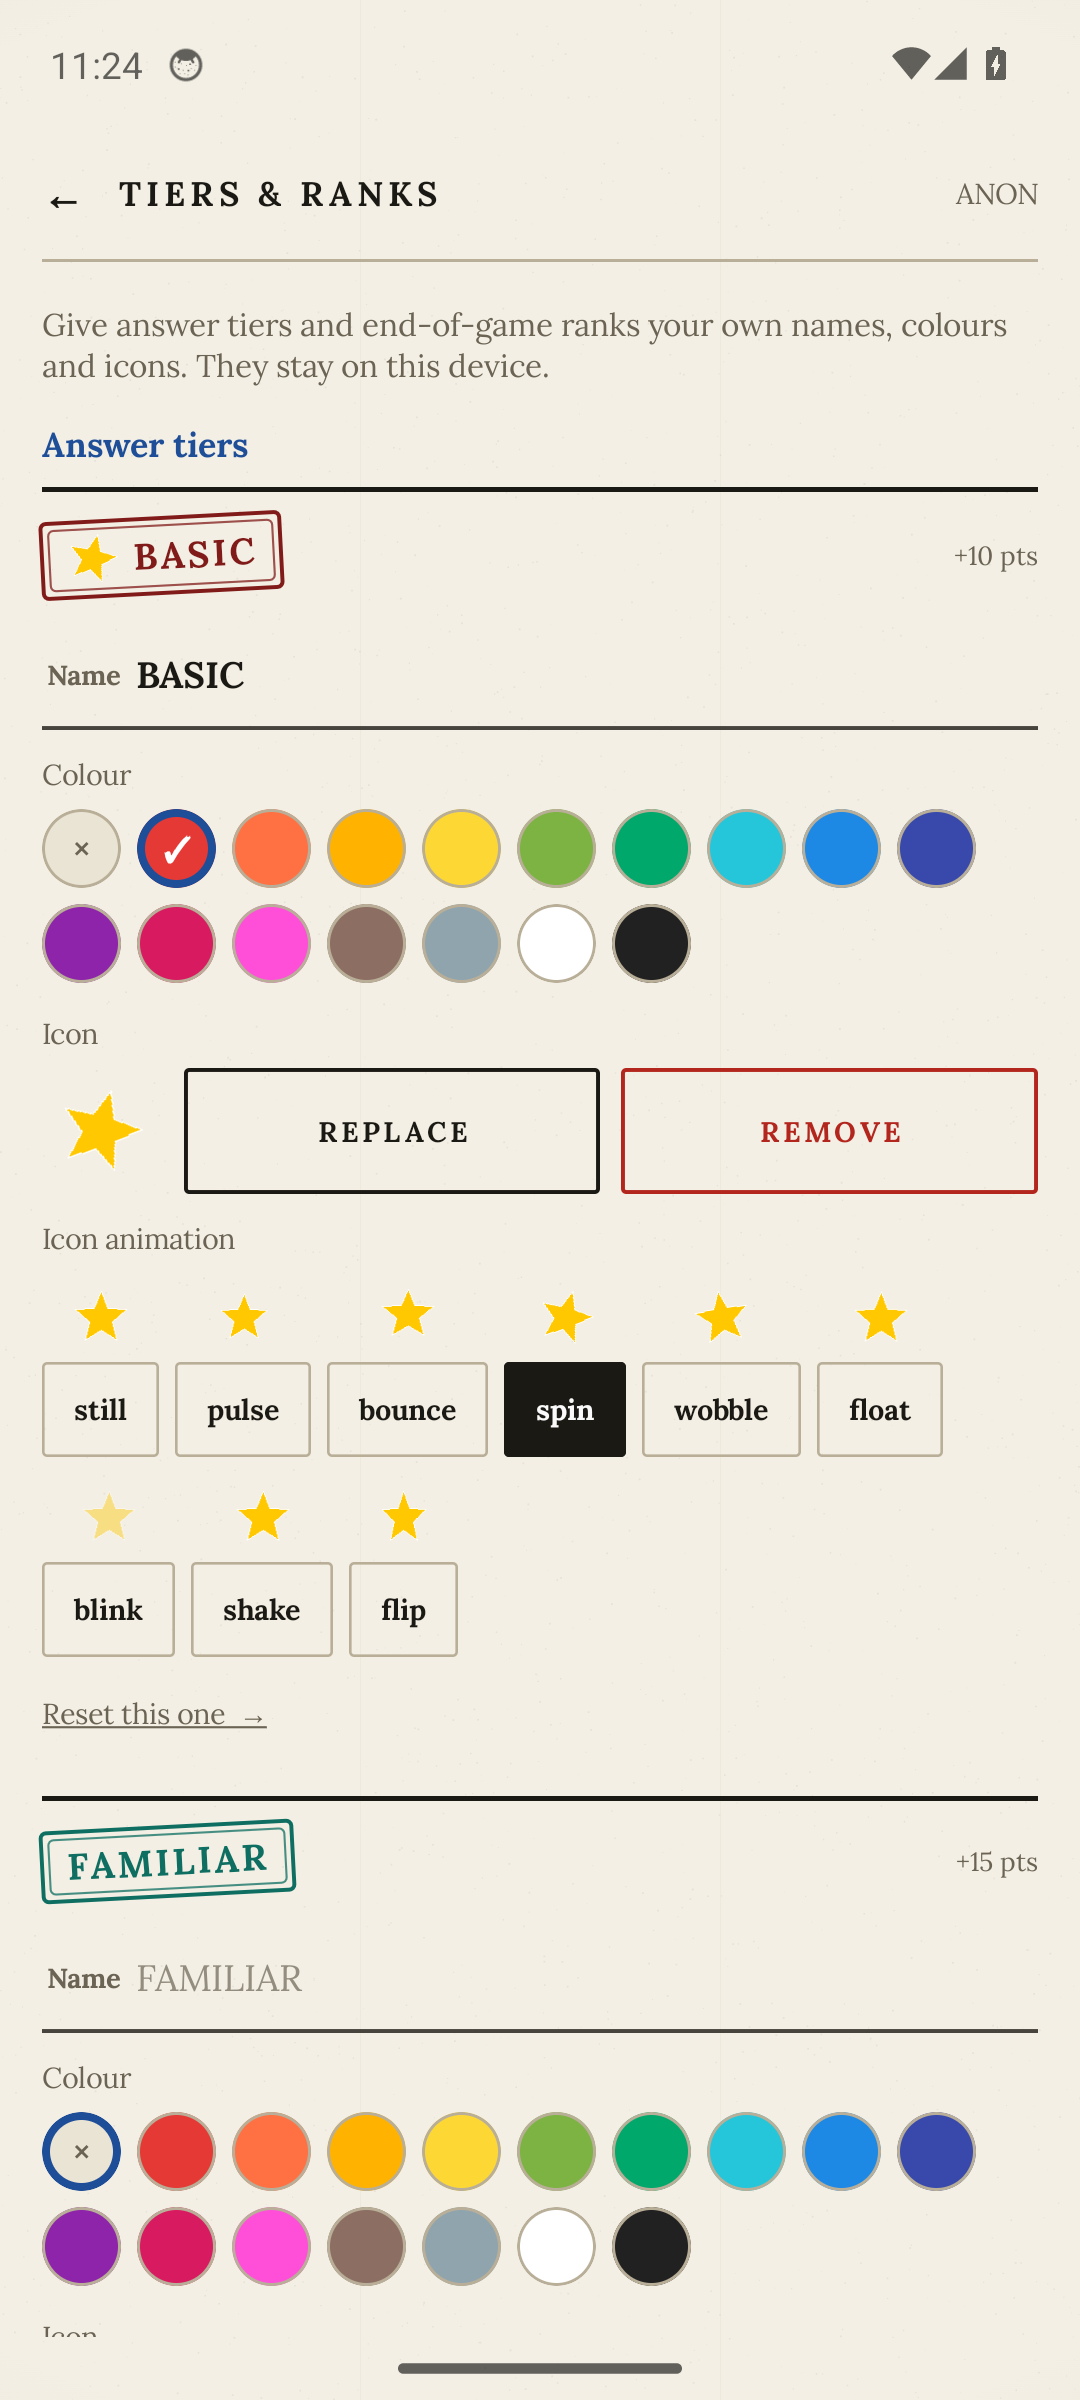 11:24
← TIERS & RANKS ANON
Give answer tiers and end-of-game ranks your own names, colours
and icons. They stay on this device.
Answer tiers
BASIC +10 pts
Name BASIC
Colour
Icon
REPLACE REMOVE
Icon animation
still pulse bounce spin wobble float
blink shake flip
Reset this one →
FAMILIAR +15 pts
Name FAMILIAR
Colour
Icon